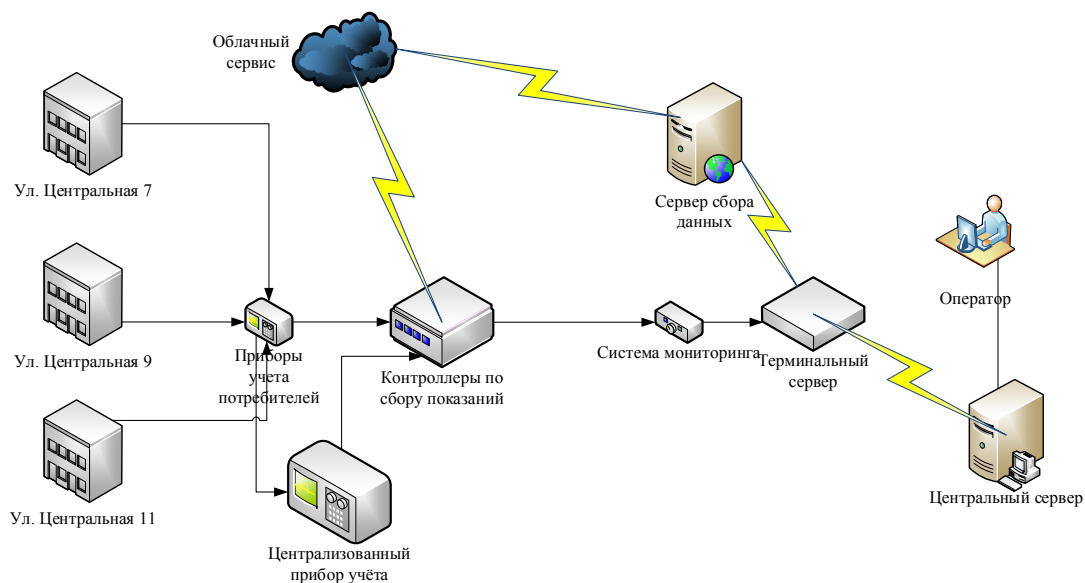 Облачный
сервис
Ул. Центральная 7
Сервер сбора
данных
Ул. Центральная 9
Приборы
учета
потребителей
Контроллеры по
сбору показаний
Система мониторинга
Терминальный
сервер
Оператор
Ул. Центральная 11
Централизованный
прибор учёта
Центральный сервер